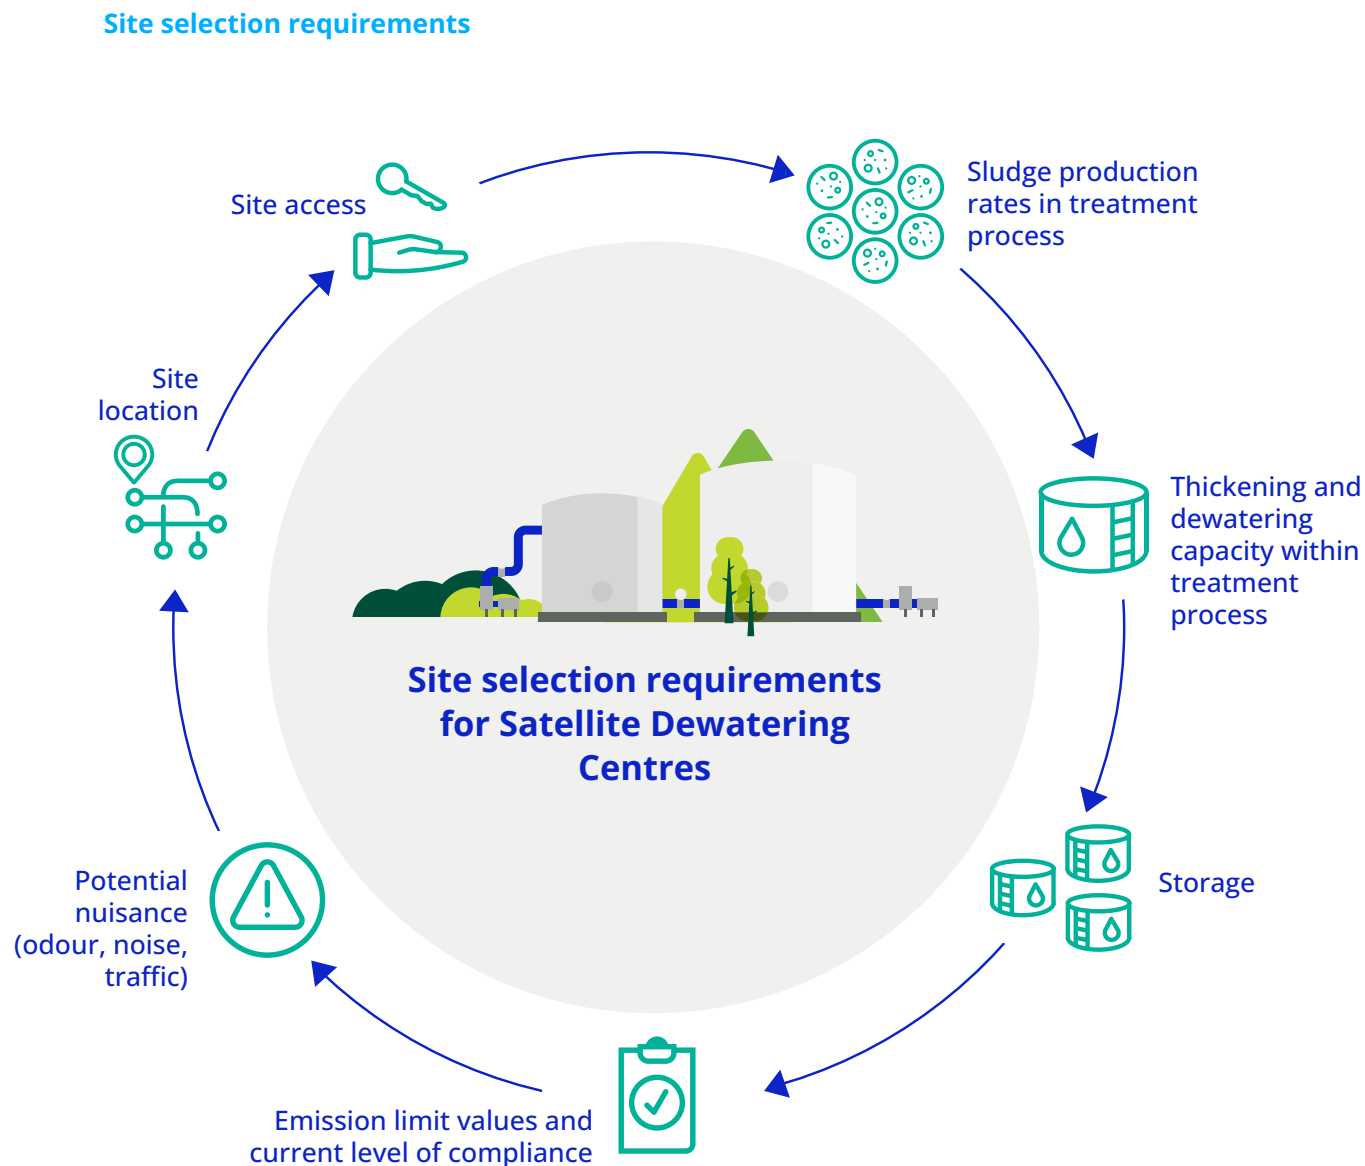 Site selection requirements
Site access
Sludge production
rates in treatment
process
Site
location
Thickening and
dewatering
capacity within
treatment
process
Site selection requirements
for Satellite Dewatering
Centres
Potential
nuisance
(odour, noise,
traffic)
Storage
Emission limit values and
current level of compliance